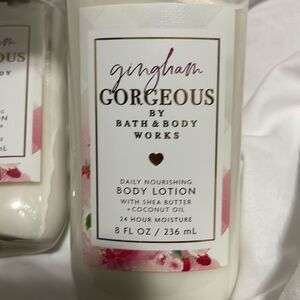 gingham
GORGEOUS
BY
BATH & BODY
WORKS
DAILY NOURISHING
BODY LOTION
WITH SHEA BUTTER
+ COCONUT OIL
24 HOUR MOISTURE
8 FL OZ / 236 mL